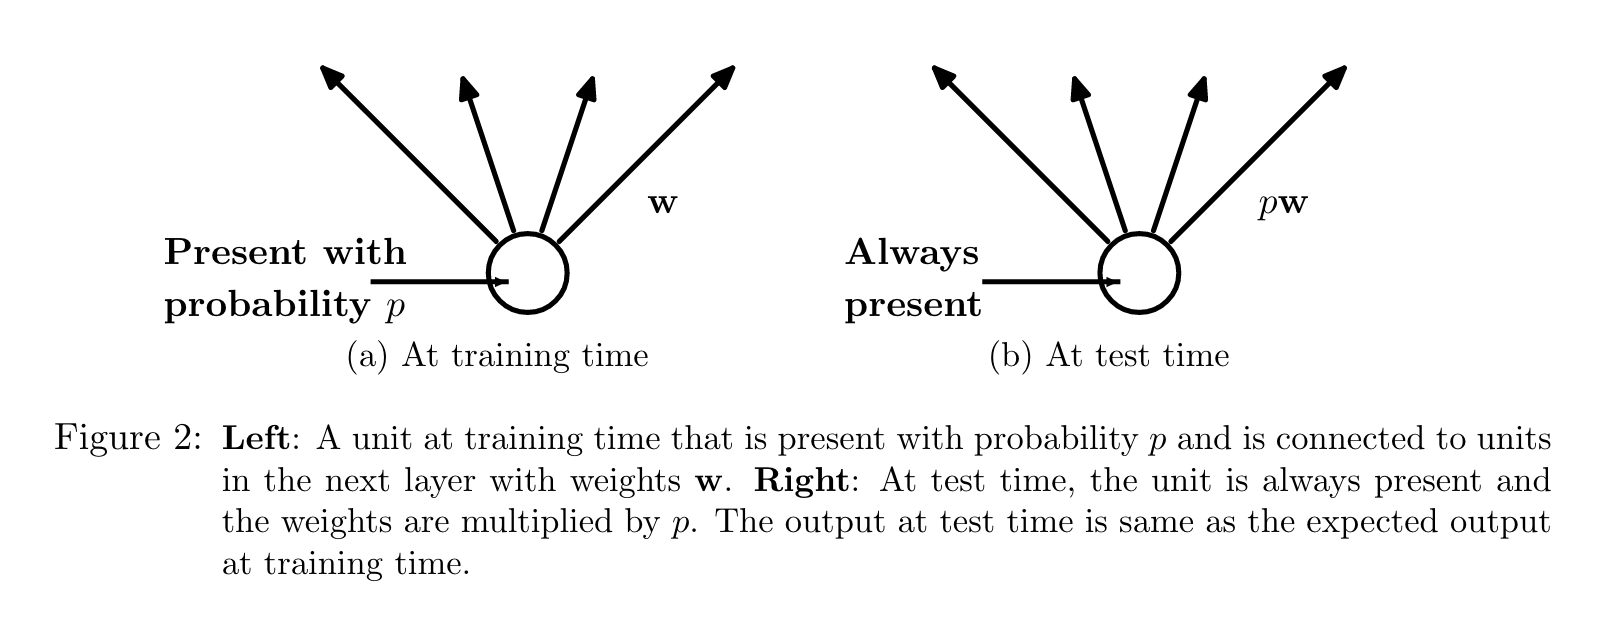 w
Present with
probability p
(a) At training time
pw
Always
present
(b) At test time
Figure 2: Left: A unit at training time that is present with probability p and is connected to units
in the next layer with weights w. Right: At test time, the unit is always present and
the weights are multiplied by p. The output at test time is same as the expected output
at training time.